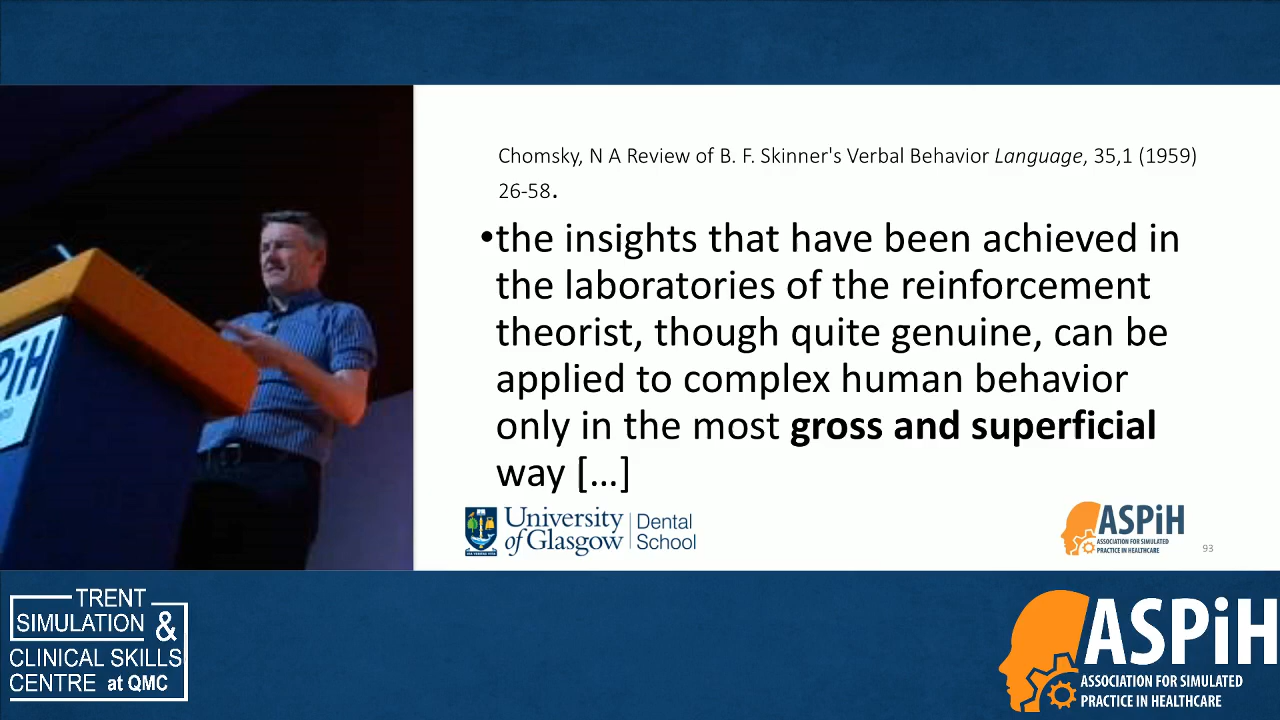 Chomsky, N A Review of B. F. Skinner's Verbal Behavior Language, 35,1 (1959)
26-58.
•the insights that have been achieved in
the laboratories of the reinforcement
theorist, though quite genuine, can be
applied to complex human behavior
only in the most gross and superficial
way [...]
University
of Glasgow
Dental
School
ASPiH
ASSOCIATION FOR SIMULATED
PRACTICE IN HEALTHCARE
93
PiH
TRENT
SIMULATION &
CLINICAL SKILLS
CENTRE at QMC
ASPiH
ASSOCIATION FOR SIMULATED
PRACTICE IN HEALTHCARE